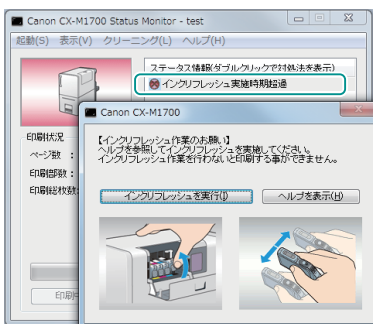 Canon CX-M1700 Status Monitor - test
起動(S) 表示(V) クリーニング(L) ヘルプ(H)
ステータス情報(ダブルクリックで対処法を表示)
インクリフレッシュ実施時期超過
Canon CX-M1700
印刷状況
ページ数 :
印刷部数 :
印刷総枚数:
【インクリフレッシュ作業のお願い】
ヘルプを参照してインクリフレッシュを実施してください。
インクリフレッシュ作業を行わないと印刷する事ができません。
インクリフレッシュを実行(I) ヘルプを表示(H)
印刷